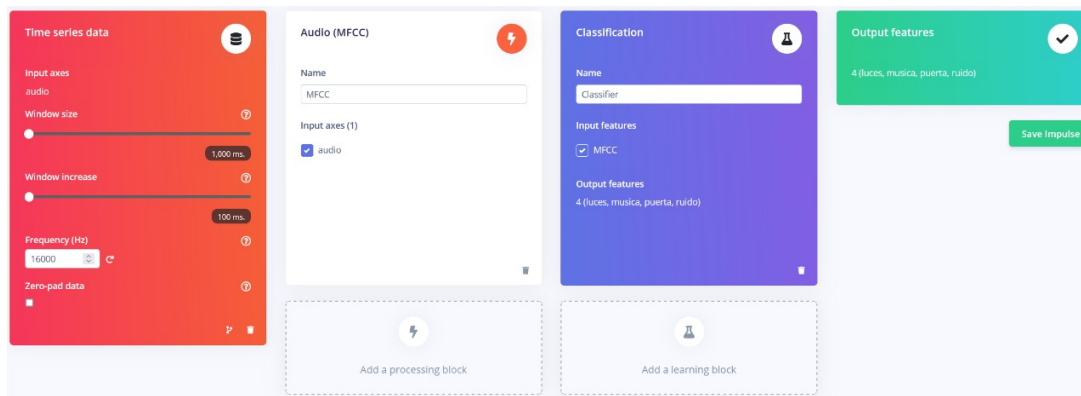 Time series data
Input axes
audio
Window size
1,000 ms.
Window increase
100 ms.
Frequency (Hz)
16000
Zero-pad data
Audio (MFCC)
Name
MFCC
Input axes (1)
audio
Add a processing block
Classification
Name
Classifier
Input features
MFCC
Output features
4 (luces, musica, puerta, ruido)
Add a learning block
Output features
4 (luces, musica, puerta, ruido)
Save Impulse